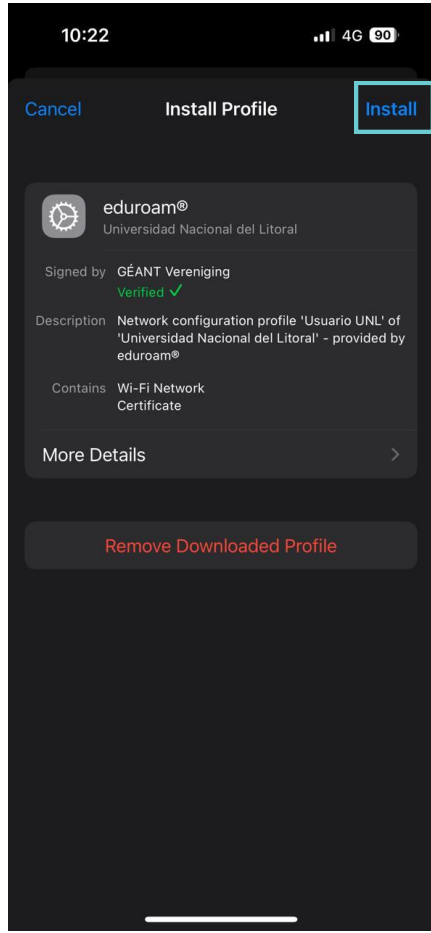 10:22 4G 90
Cancel Install Profile Install
eduroam®
Universidad Nacional del Litoral
Signed by GÉANT Vereniging
Verified ✓
Description Network configuration profile 'Usuario UNL' of
'Universidad Nacional del Litoral' - provided by
eduroam®
Contains Wi-Fi Network
Certificate
More Details
Remove Downloaded Profile